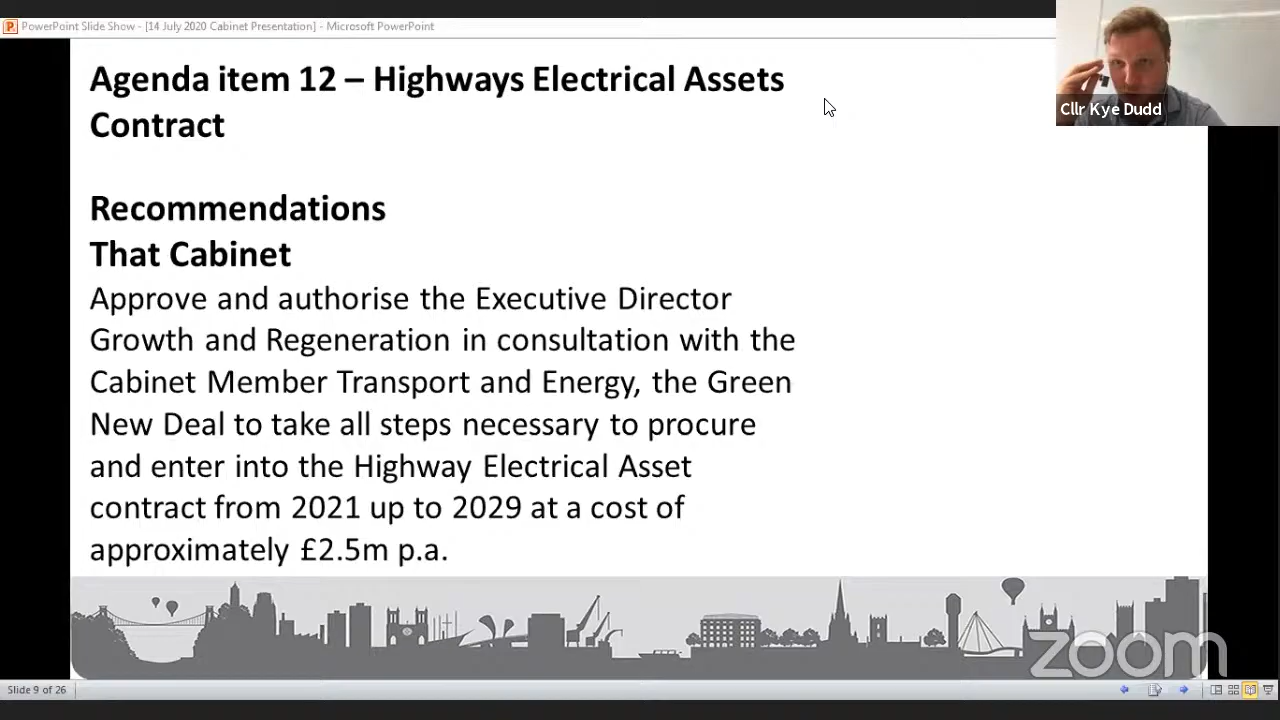 PowerPoint Slide Show - [14 July 2020 Cabinet Presentation] - Microsoft PowerPoint
Cllr Kye Dudd
Agenda item 12 – Highways Electrical Assets
Contract
Recommendations
That Cabinet
Approve and authorise the Executive Director
Growth and Regeneration in consultation with the
Cabinet Member Transport and Energy, the Green
New Deal to take all steps necessary to procure
and enter into the Highway Electrical Asset
contract from 2021 up to 2029 at a cost of
approximately £2.5m p.a.
zoom
Slide 9 of 26